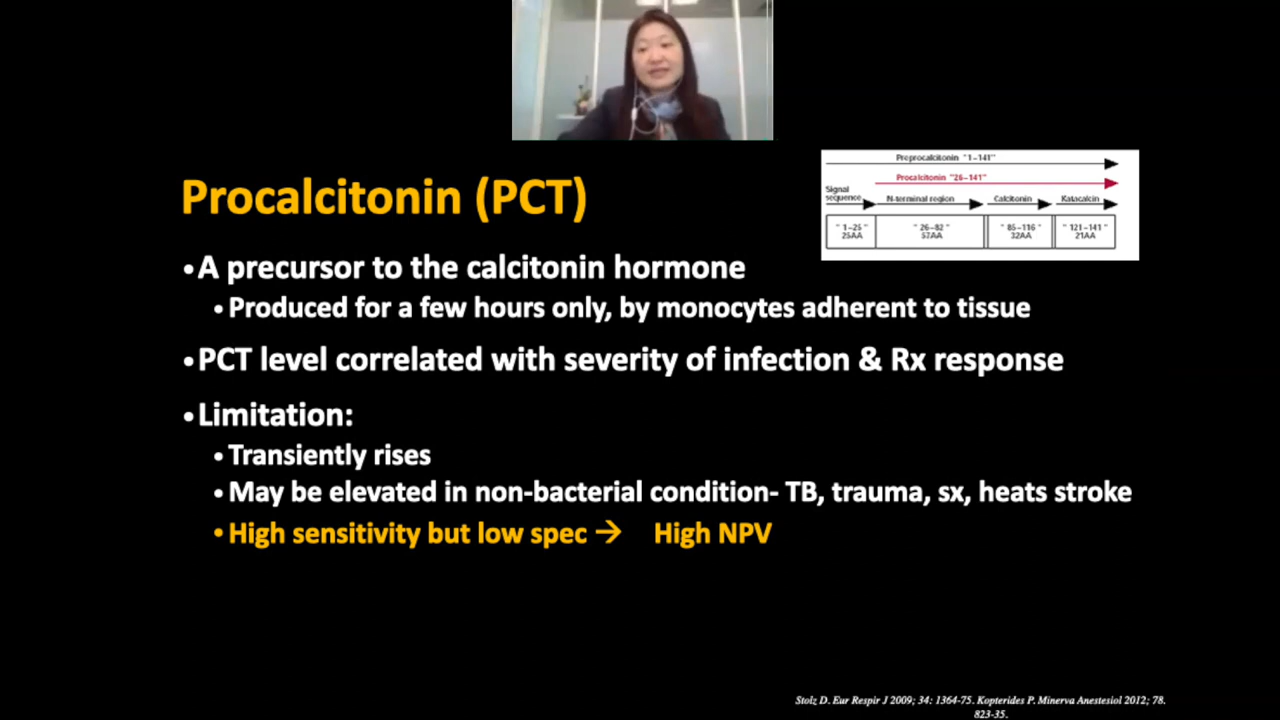 Procalcitonin (PCT)
Preprocalcitonin "1–141"
Procalcitonin "26–141"
Signal sequence
N-terminal region
Calcitonin
Katacalcin
" 1–25 "
25AA
" 26–82 "
57AA
" 85–116 "
32AA
" 121–141 "
21AA
•A precursor to the calcitonin hormone
•Produced for a few hours only, by monocytes adherent to tissue
•PCT level correlated with severity of infection & Rx response
•Limitation:
•Transiently rises
•May be elevated in non-bacterial condition- TB, trauma, sx, heats stroke
•High sensitivity but low spec → High NPV
Stolz D. Eur Respir J 2009; 34: 1364-75. Kopterides P. Minerva Anestesiol 2012; 78.
823-35.